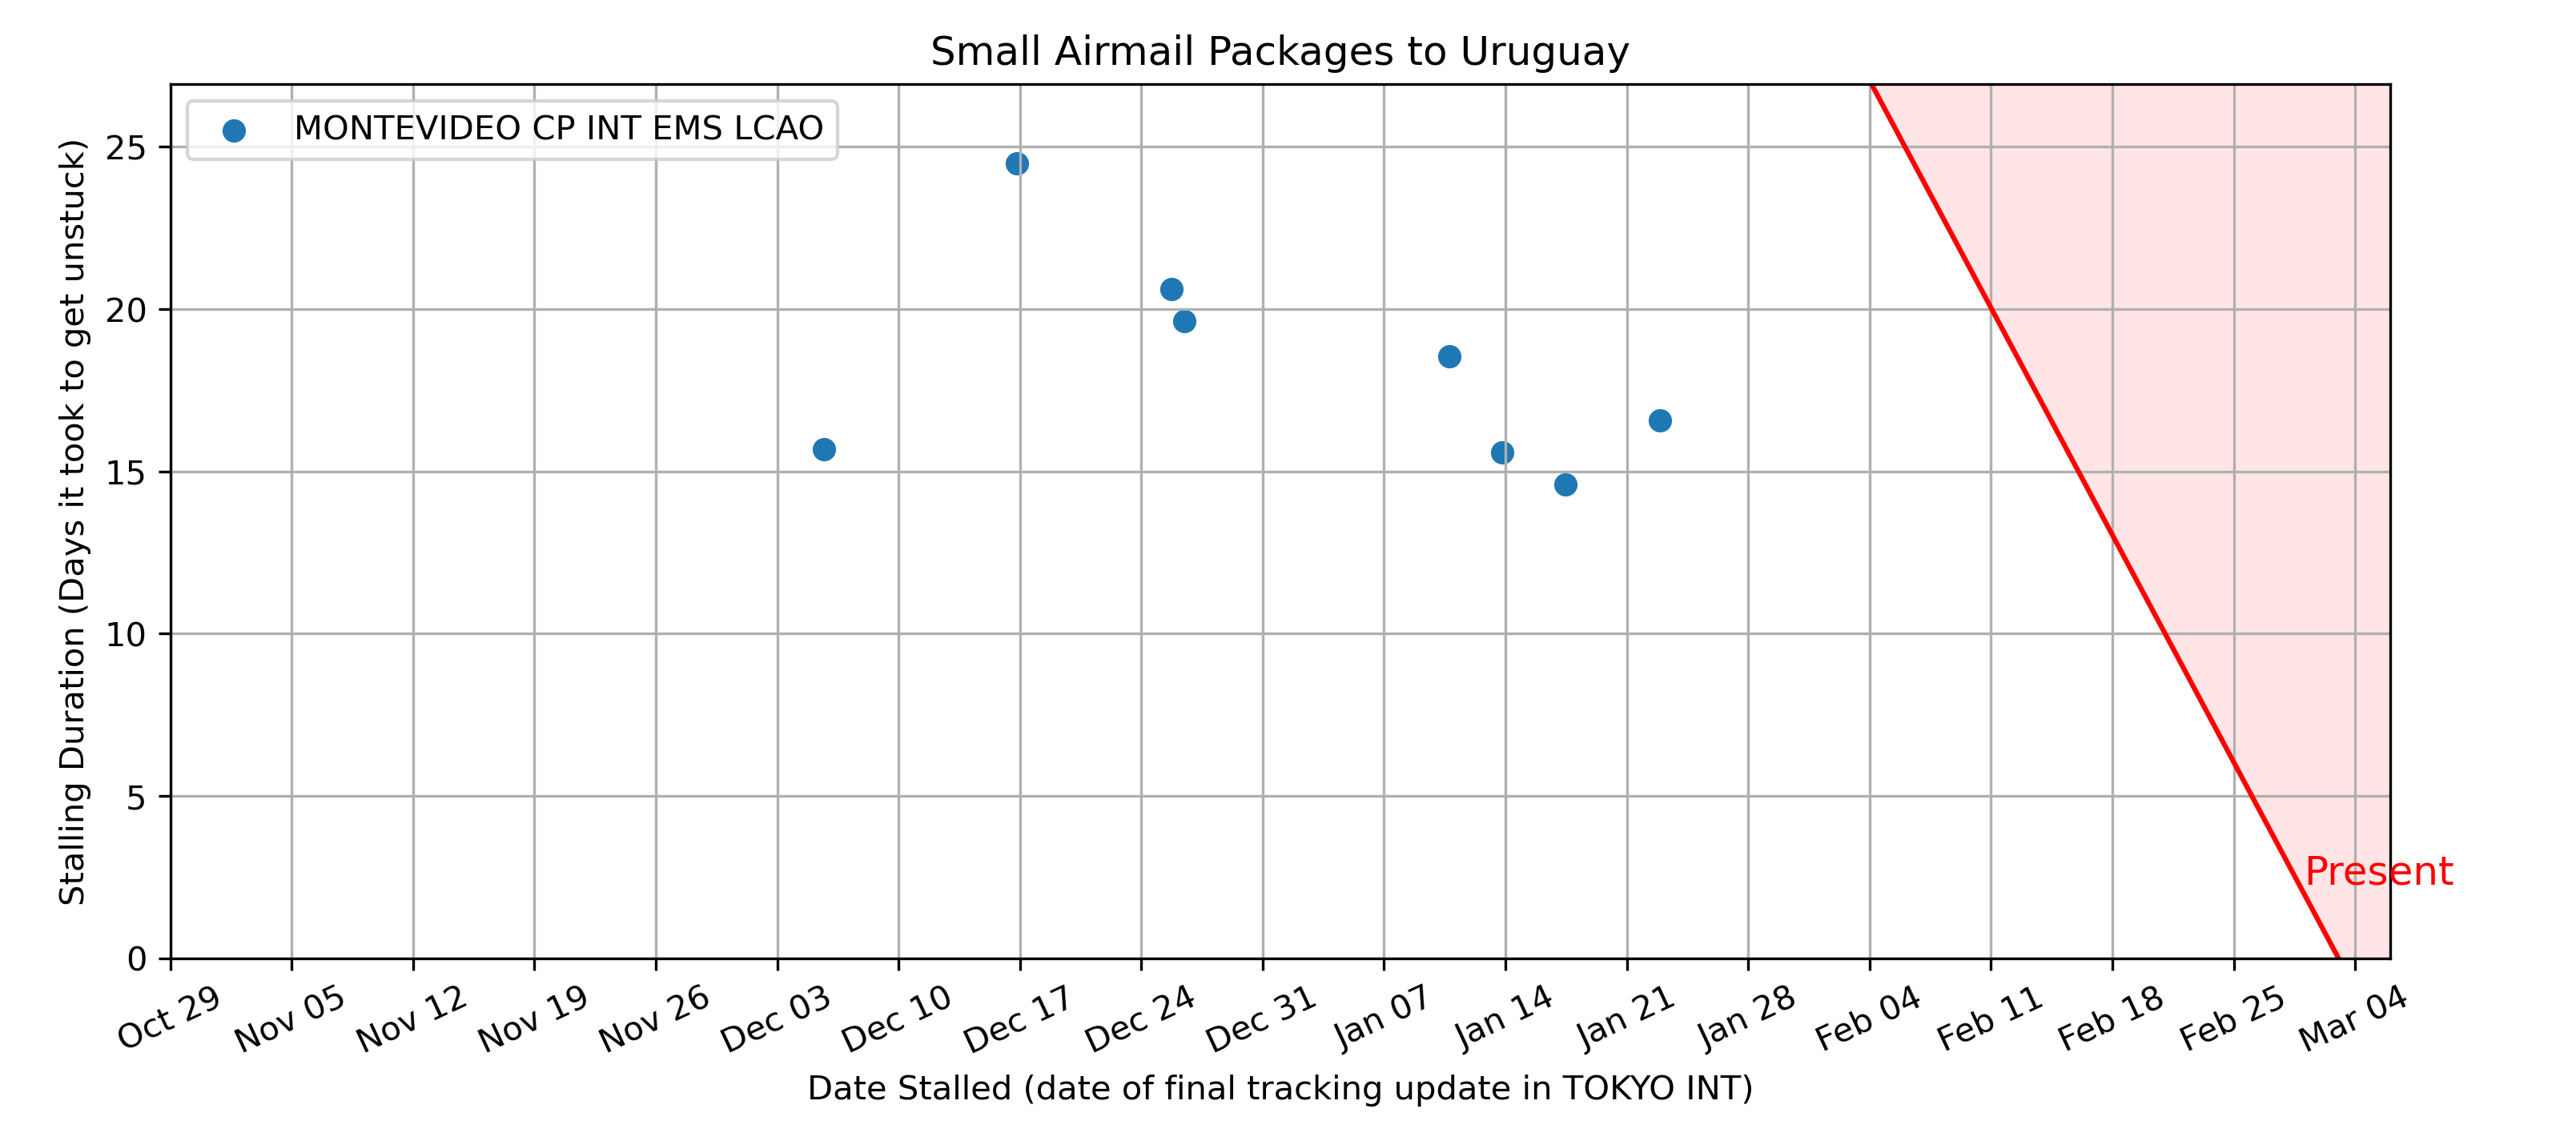 Small Airmail Packages to Uruguay
MONTEVIDEO CP INT EMS LCAO
Stalling Duration (Days it took to get unstuck)
25
20
15
10
5
0
Present
Oct 29
Nov 05
Nov 12
Nov 19
Nov 26
Dec 03
Dec 10
Dec 17
Dec 24
Dec 31
Jan 07
Jan 14
Jan 21
Jan 28
Feb 04
Feb 11
Feb 18
Feb 25
Mar 04
Date Stalled (date of final tracking update in TOKYO INT)